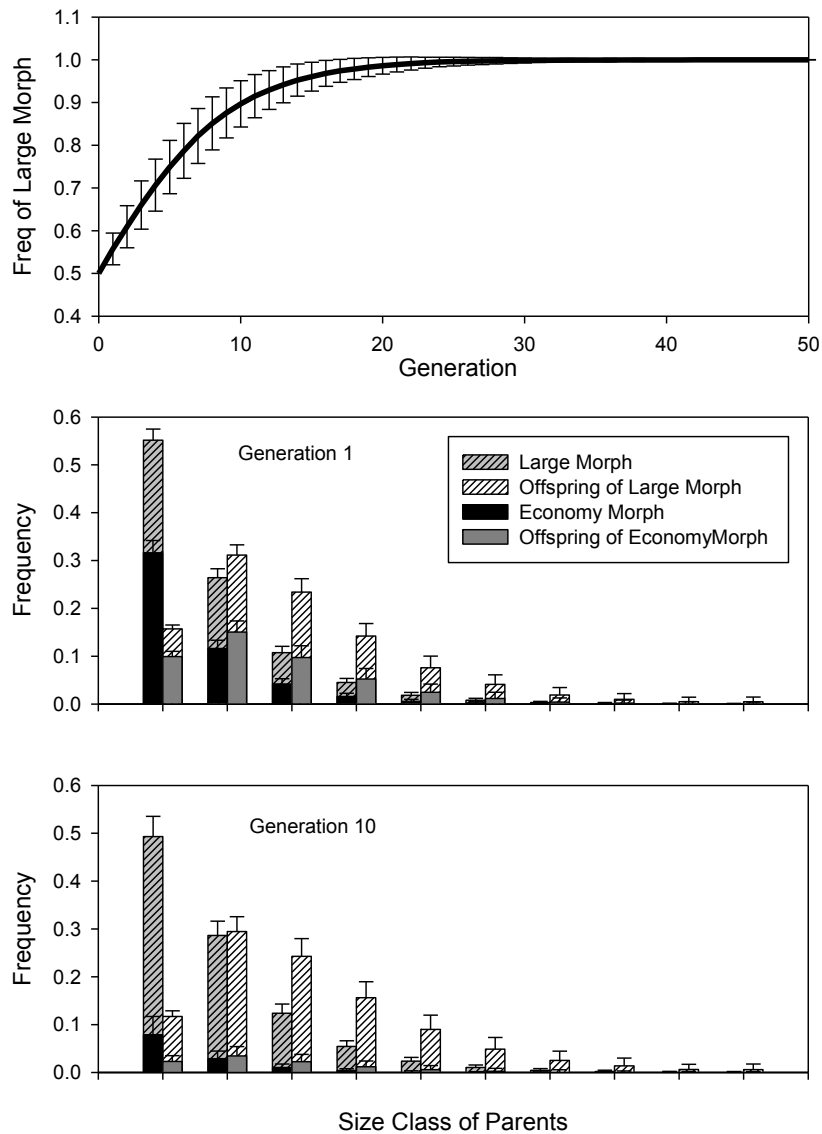 1.1
1.0
0.9
0.8
0.7
0.6
0.5
0.4
Freq of Large Morph
0 10 20 30 40 50
Generation
0.6
0.5
0.4
0.3
0.2
0.1
0.0
Frequency
Generation 1
Large Morph
Offspring of Large Morph
Economy Morph
Offspring of EconomyMorph
0.6
0.5
0.4
0.3
0.2
0.1
0.0
Frequency
Generation 10
Size Class of Parents